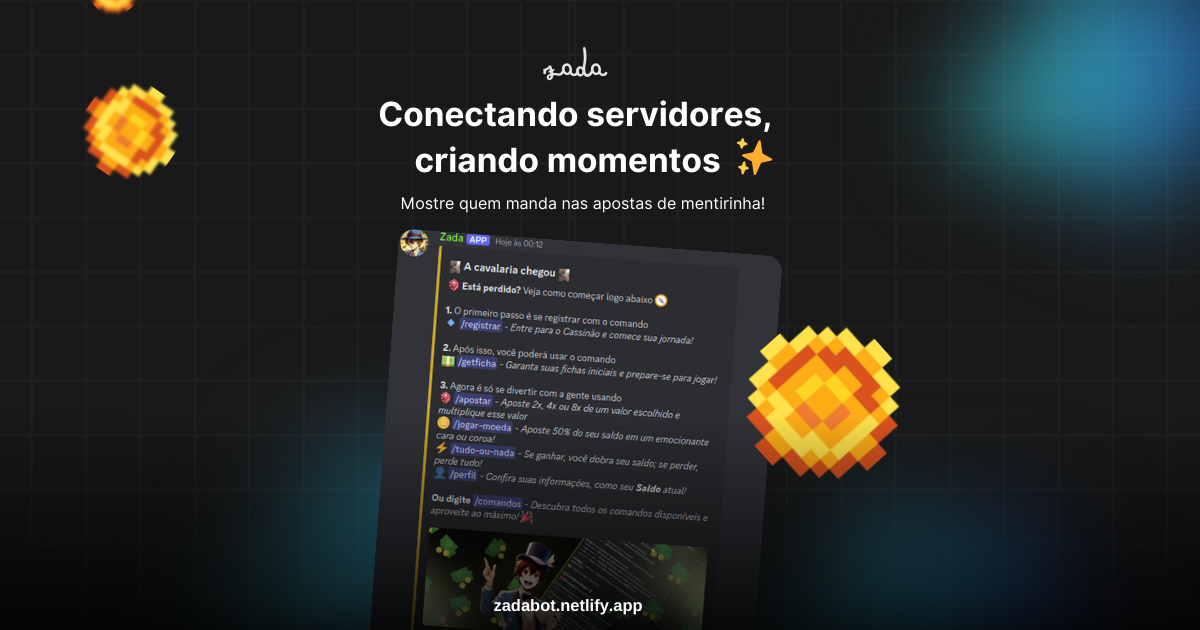 zada
Conectando servidores,
criando momentos
Mostre quem manda nas apostas de mentirinha!
Zada APP Hoje às 00:12
A cavalaria chegou
Está perdido? Veja como começar logo abaixo
1. O primeiro passo é se registrar com o comando
/registrar - Entre para o Cassinão e comece sua jornada!
2. Após isso, você poderá usar o comando
/getficha - Garanta suas fichas iniciais e prepare-se para jogar!
3. Agora é só se divertir com a gente usando
/apostar - Aposte 2x, 4x ou 8x de um valor escolhido e
multiplique esse valor
/jogar-moeda - Aposte 50% do seu saldo em um emocionante
cara ou coroa!
/tudo-ou-nada - Se ganhar, você dobra seu saldo; se perder,
perde tudo!
/perfil - Confira suas informações, como seu Saldo atual!
Ou digite /comandos - Descubra todos os comandos disponíveis e
aproveite ao máximo!
zadabot.netlify.app